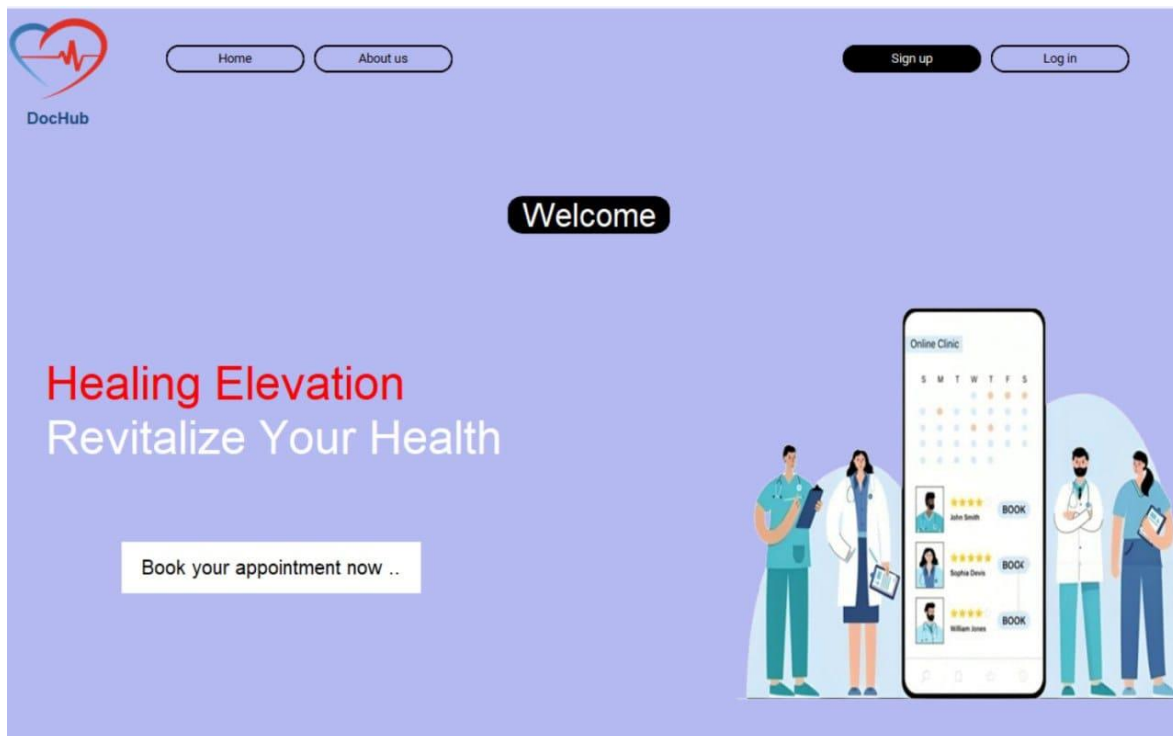 Home
About us
Sign up
Log in
DocHub
Welcome
Healing Elevation
Revitalize Your Health
Book your appointment now ..
Online Clinic
S M T W T F S
John Smith
BOOK
Sophia Devis
BOOK
William Jones
BOOK